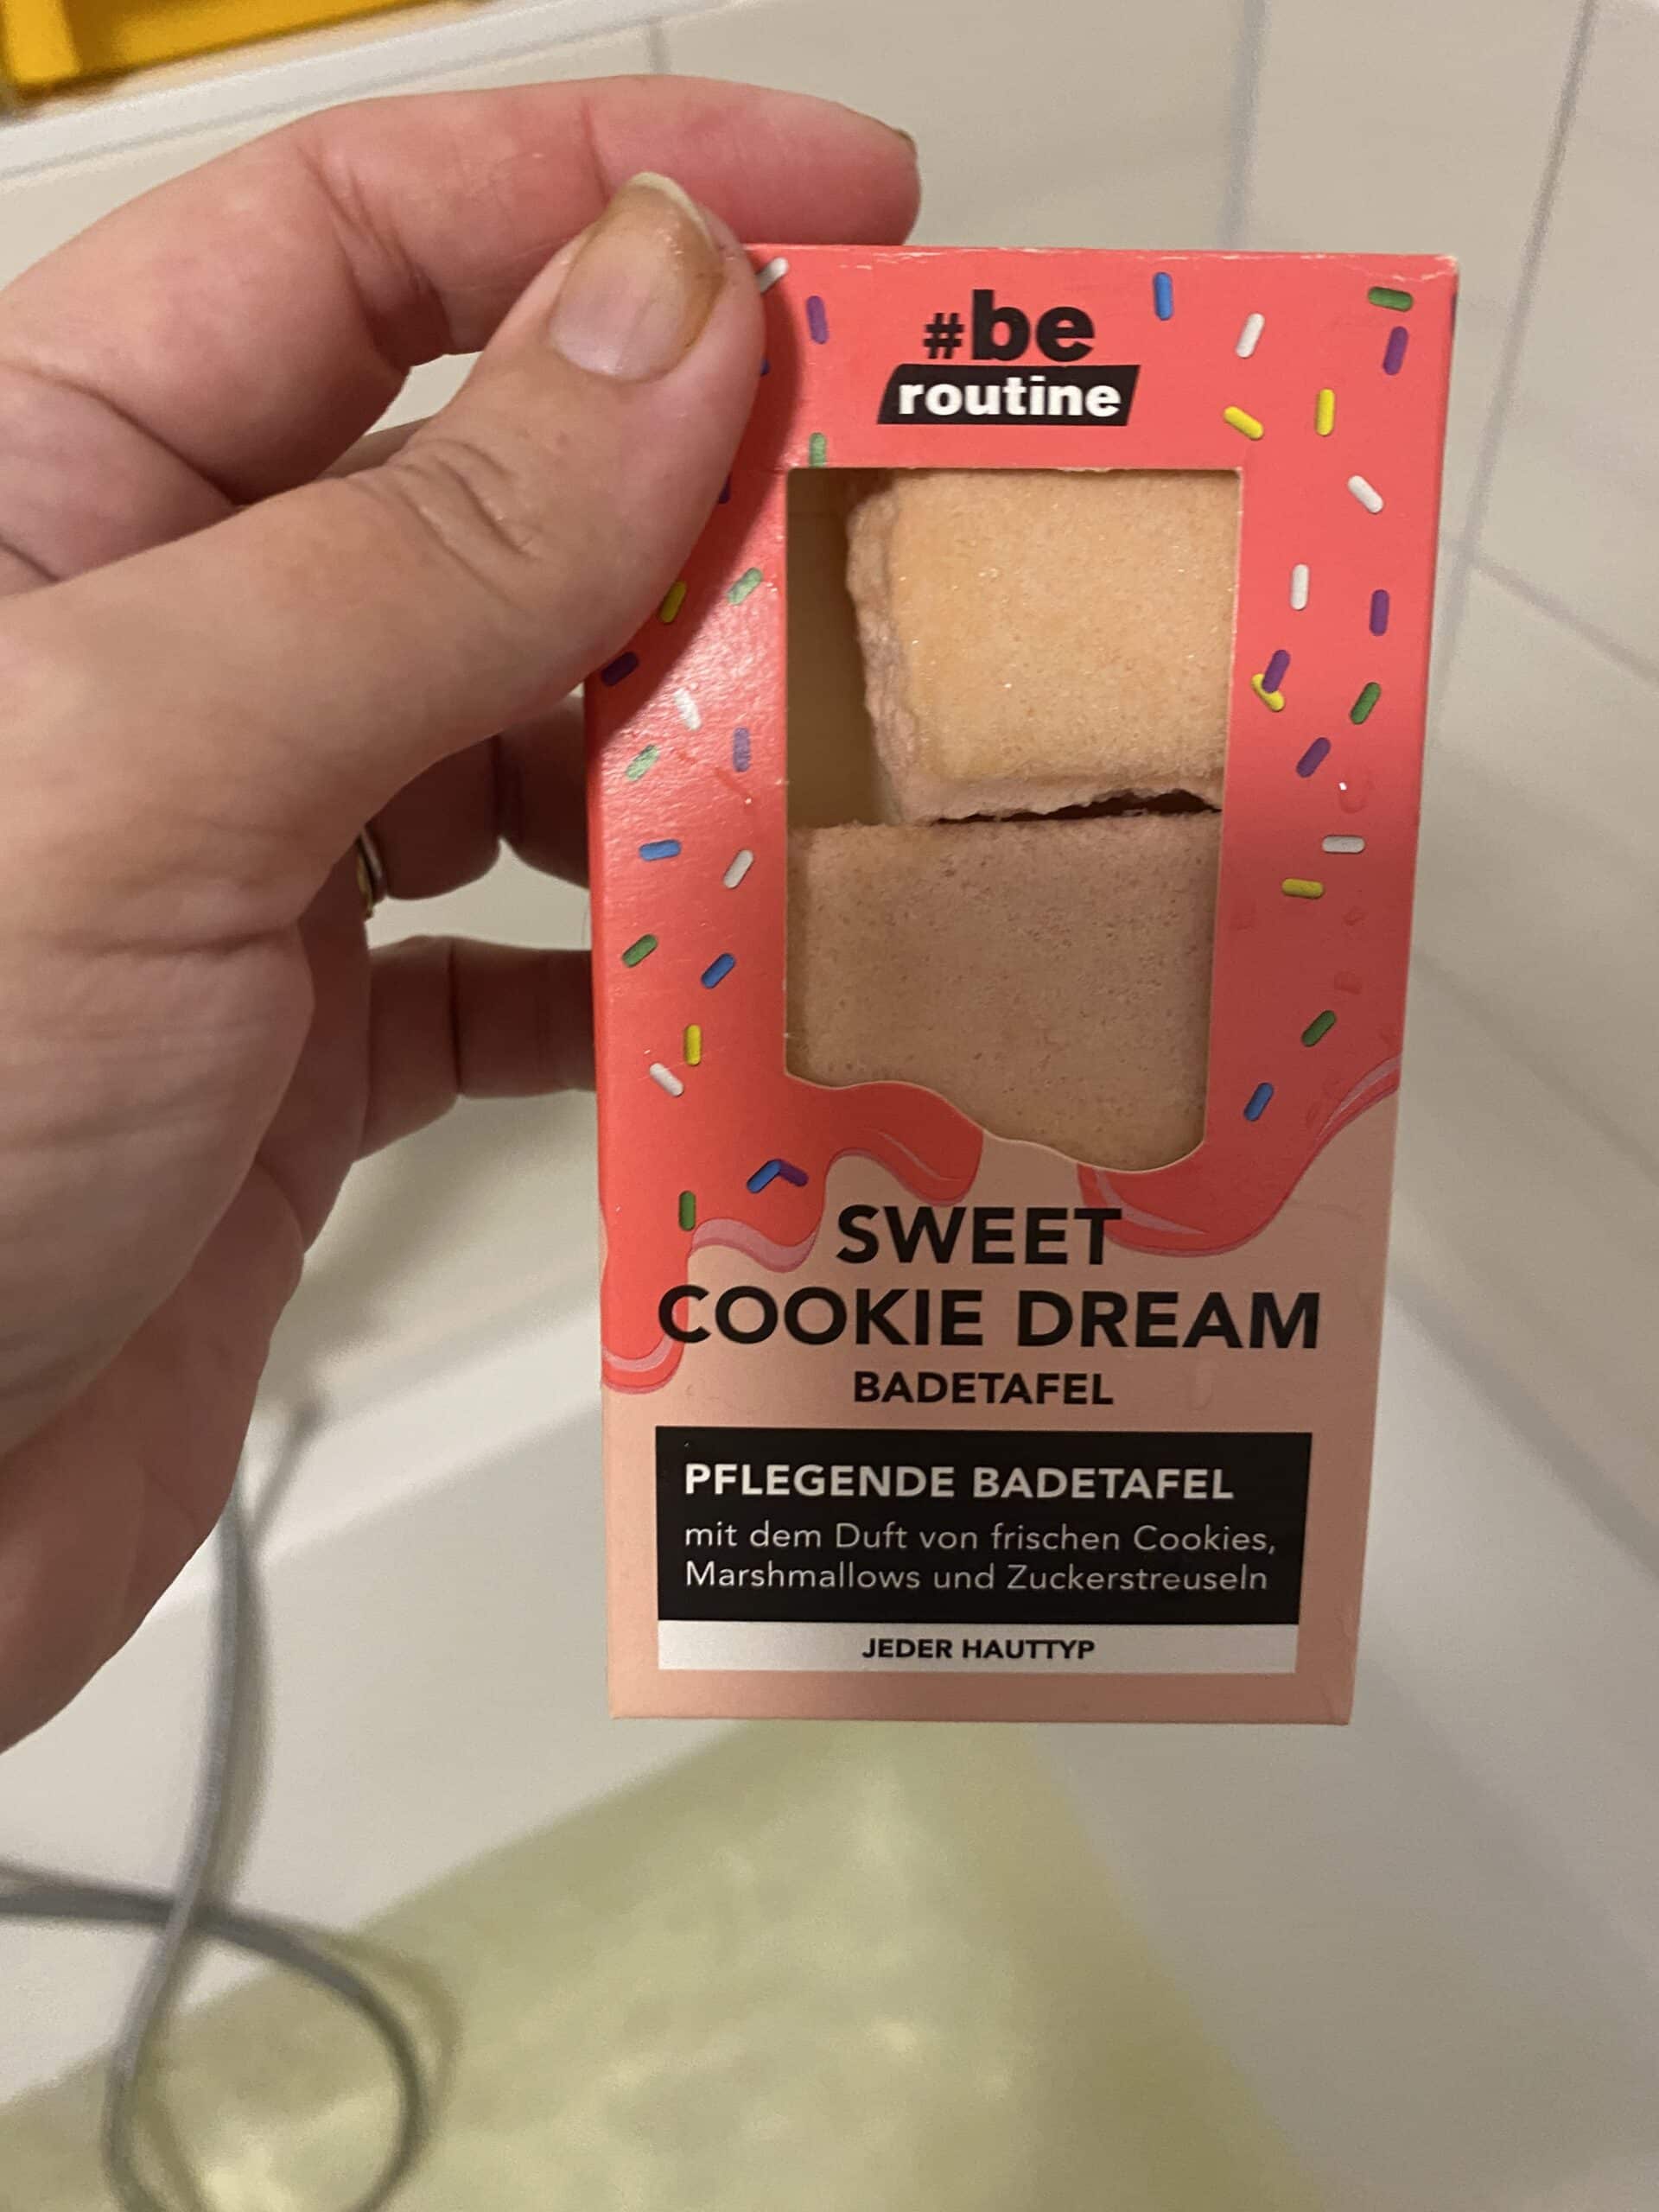 #be
routine
SWEET
COOKIE DREAM
BADETAFEL
PFLEGENDE BADETAFEL
mit dem Duft von frischen Cookies,
Marshmallows und Zuckerstreuseln
JEDER HAUTTYP